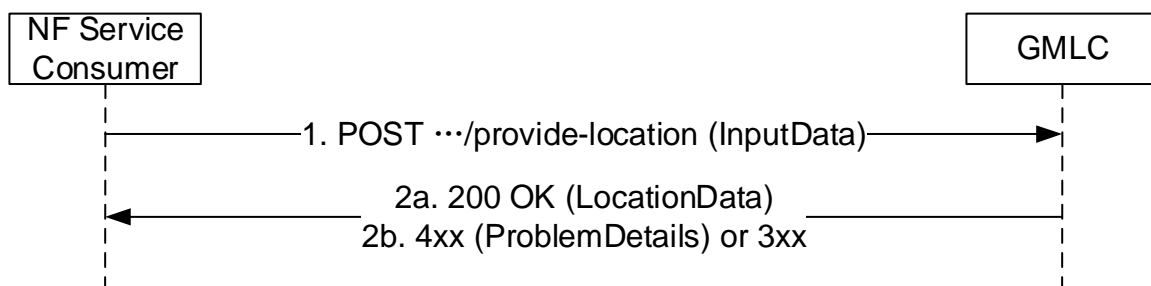 NF Service
Consumer
GMLC
1. POST ···/provide-location (InputData)
2a. 200 OK (LocationData)
2b. 4xx (ProblemDetails) or 3xx